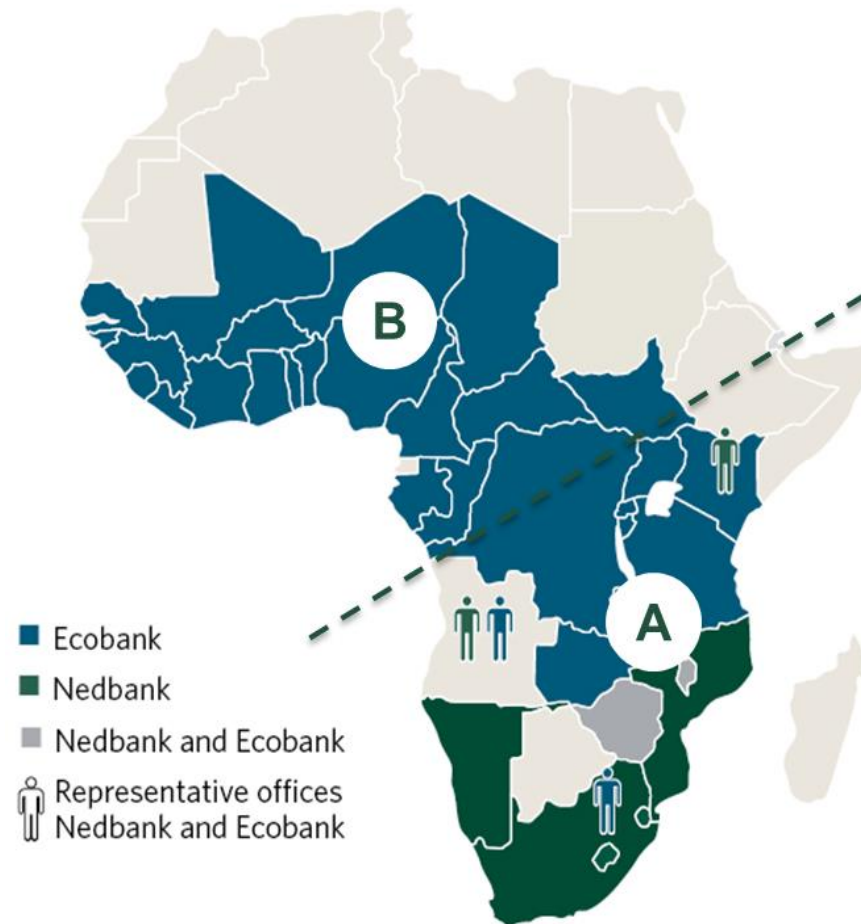 B
A
Ecobank
Nedbank
Nedbank and Ecobank
Representative offices
Nedbank and Ecobank